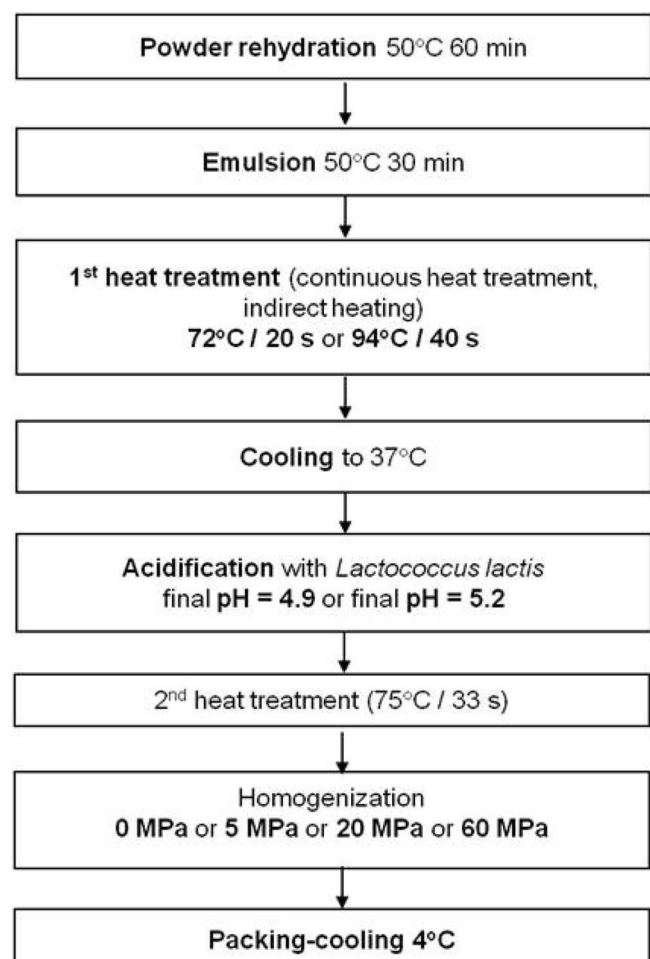 Powder rehydration 50°C 60 min
Emulsion 50°C 30 min
1st heat treatment (continuous heat treatment,
indirect heating)
72°C / 20 s or 94°C / 40 s
Cooling to 37°C
Acidification with Lactococcus lactis
final pH = 4.9 or final pH = 5.2
2nd heat treatment (75°C / 33 s)
Homogenization
0 MPa or 5 MPa or 20 MPa or 60 MPa
Packing-cooling 4°C